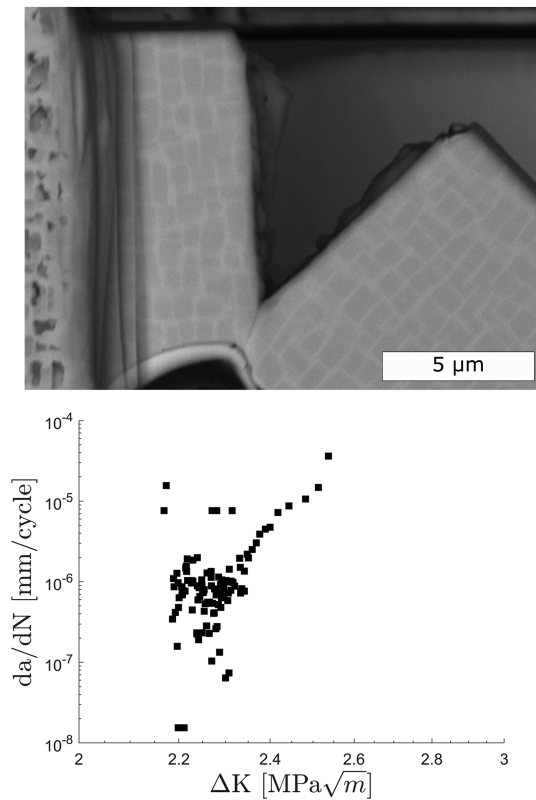 5 µm
da/dN [mm/cycle]
10⁻⁴
10⁻⁵
10⁻⁶
10⁻⁷
10⁻⁸
2 2.2 2.4 2.6 2.8 3
ΔK [MPa√m]